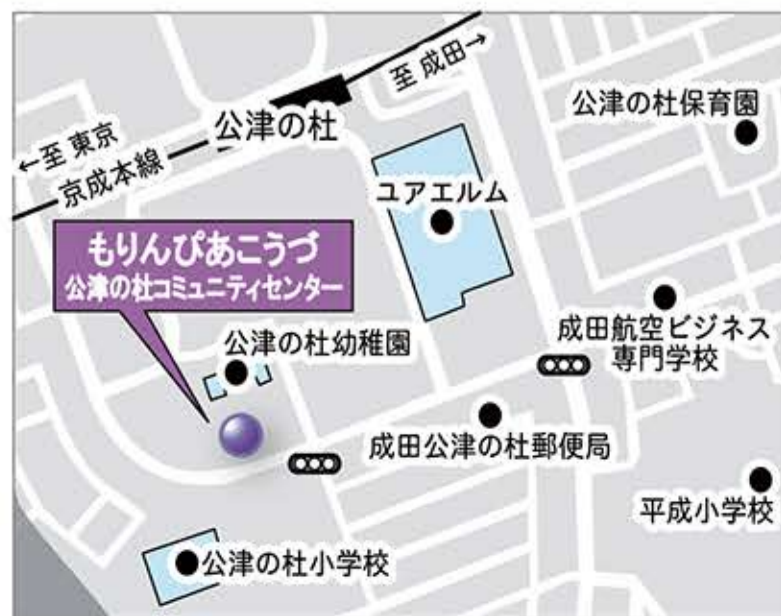 至 成田→
公津の杜
←至 東京
京成本線
公津の杜保育園
ユアエルム
もりんぴあこうづ
公津の杜コミュニティセンター
公津の杜幼稚園
成田航空ビジネス
専門学校
成田公津の杜郵便局
平成小学校
公津の杜小学校